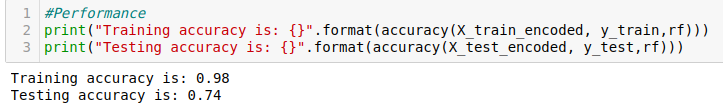 1 #Performance
2 print("Training accuracy is: {}".format(accuracy(X_train_encoded, y_train,rf)))
3 print("Testing accuracy is: {}".format(accuracy(X_test_encoded, y_test,rf)))
Training accuracy is: 0.98
Testing accuracy is: 0.74